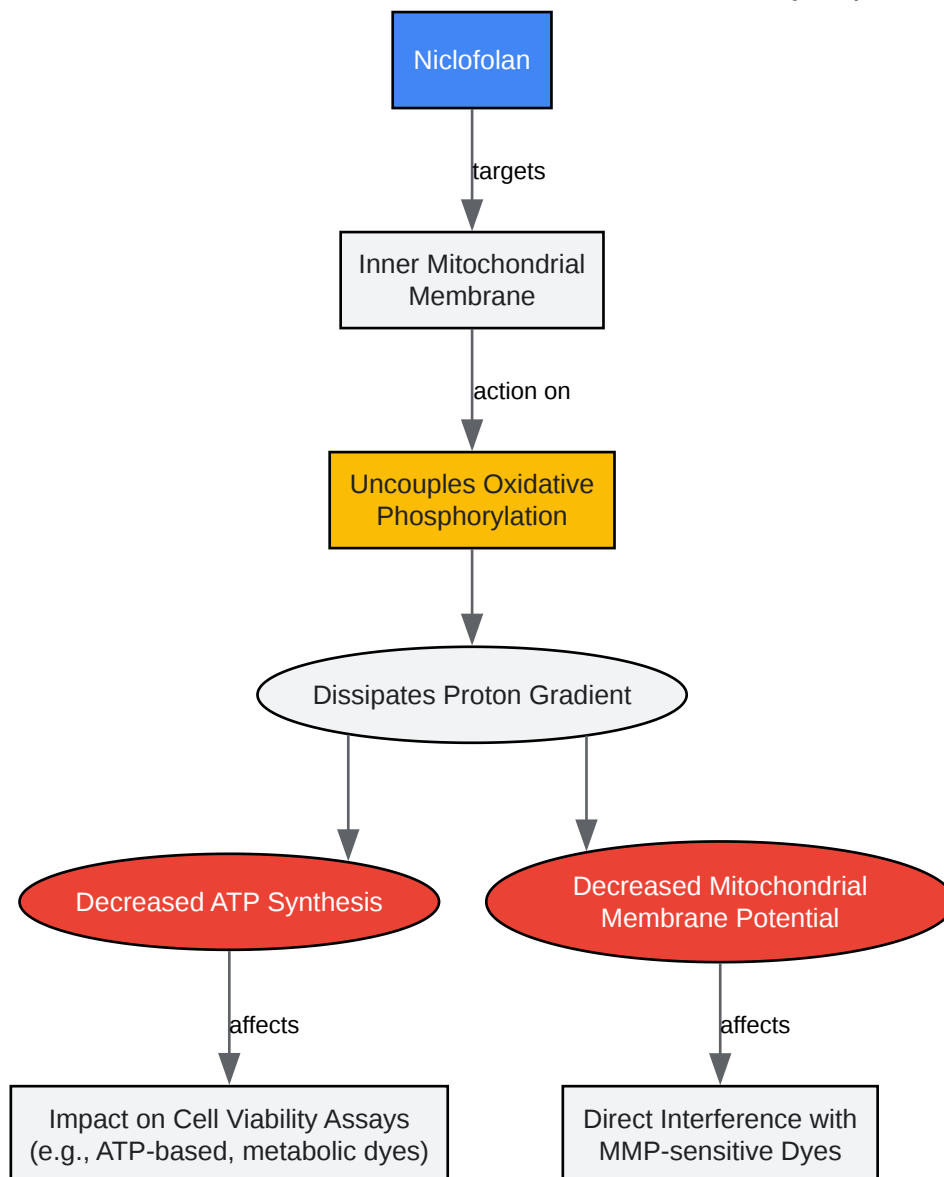 Niclofolan
targets
Inner Mitochondrial
Membrane
action on
Uncouples Oxidative
Phosphorylation
Dissipates Proton Gradient
Decreased ATP Synthesis
Decreased Mitochondrial
Membrane Potential
affects
affects
Impact on Cell Viability Assays
(e.g., ATP-based, metabolic dyes)
Direct Interference with
MMP-sensitive Dyes